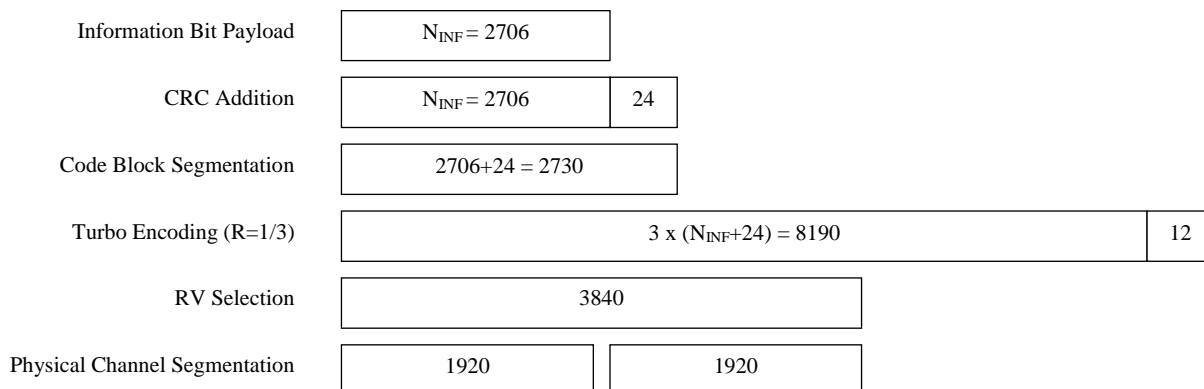 Information Bit Payload N_INF = 2706
CRC Addition N_INF = 2706 24
Code Block Segmentation 2706+24 = 2730
Turbo Encoding (R=1/3) 3 x (N_INF+24) = 8190 12
RV Selection 3840
Physical Channel Segmentation 1920 1920